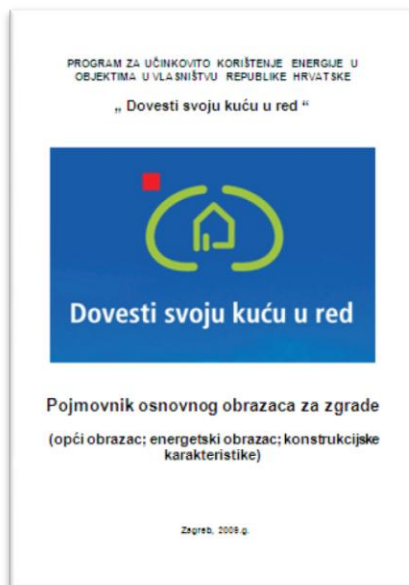 PROGRAM ZA UČINKOVITO KORIŠTENJE ENERGIJE U
OBJEKTIMA U VLASNIŠTVU REPUBLIKE HRVATSKE
„ Dovesti svoju kuću u red “
Dovesti svoju kuću u red
Pojmovnik osnovnog obrazaca za zgrade
(opći obrazac; energetski obrazac; konstrukcijske
karakteristike)
Zagreb, 2009.g.